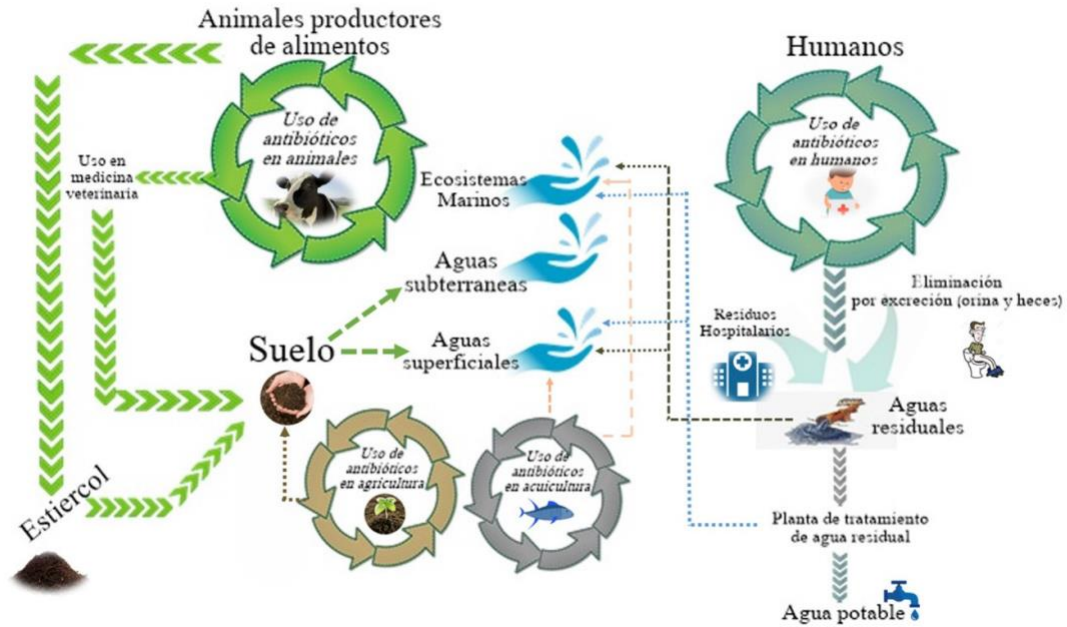 Animales productores
de alimentos
Uso de
antibióticos
en animales
Uso en
medicina
veterinaria
Estiercol
Suelo
Uso de
antibióticos
en agricultura
Uso de
antibióticos
en acuicultura
Ecosistemas
Marinos
Aguas
subterraneas
Aguas
superficiales
Humanos
Uso de
antibióticos
en humanos
Eliminación
por excreción (orina y heces)
Residuos
Hospitalarios
Aguas
residuales
Planta de tratamiento
de agua residual
Agua potable